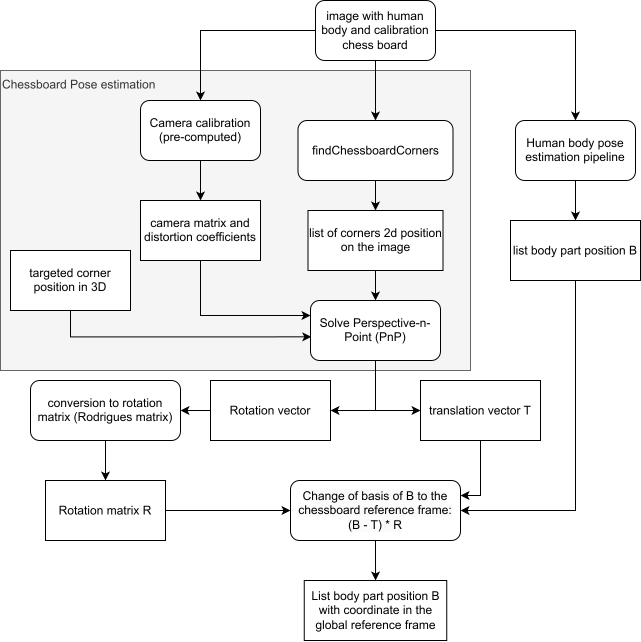 image with human
body and calibration
chess board
Chessboard Pose estimation
Camera calibration
(pre-computed)
findChessboardCorners
Human body pose
estimation pipeline
camera matrix and
distortion coefficients
list of corners 2d position
on the image
list body part position B
targeted corner
position in 3D
Solve Perspective-n-
Point (PnP)
conversion to rotation
matrix (Rodrigues matrix)
Rotation vector
translation vector T
Rotation matrix R
Change of basis of B to the
chessboard reference frame:
(B - T) * R
List body part position B
with coordinate in the
global reference frame